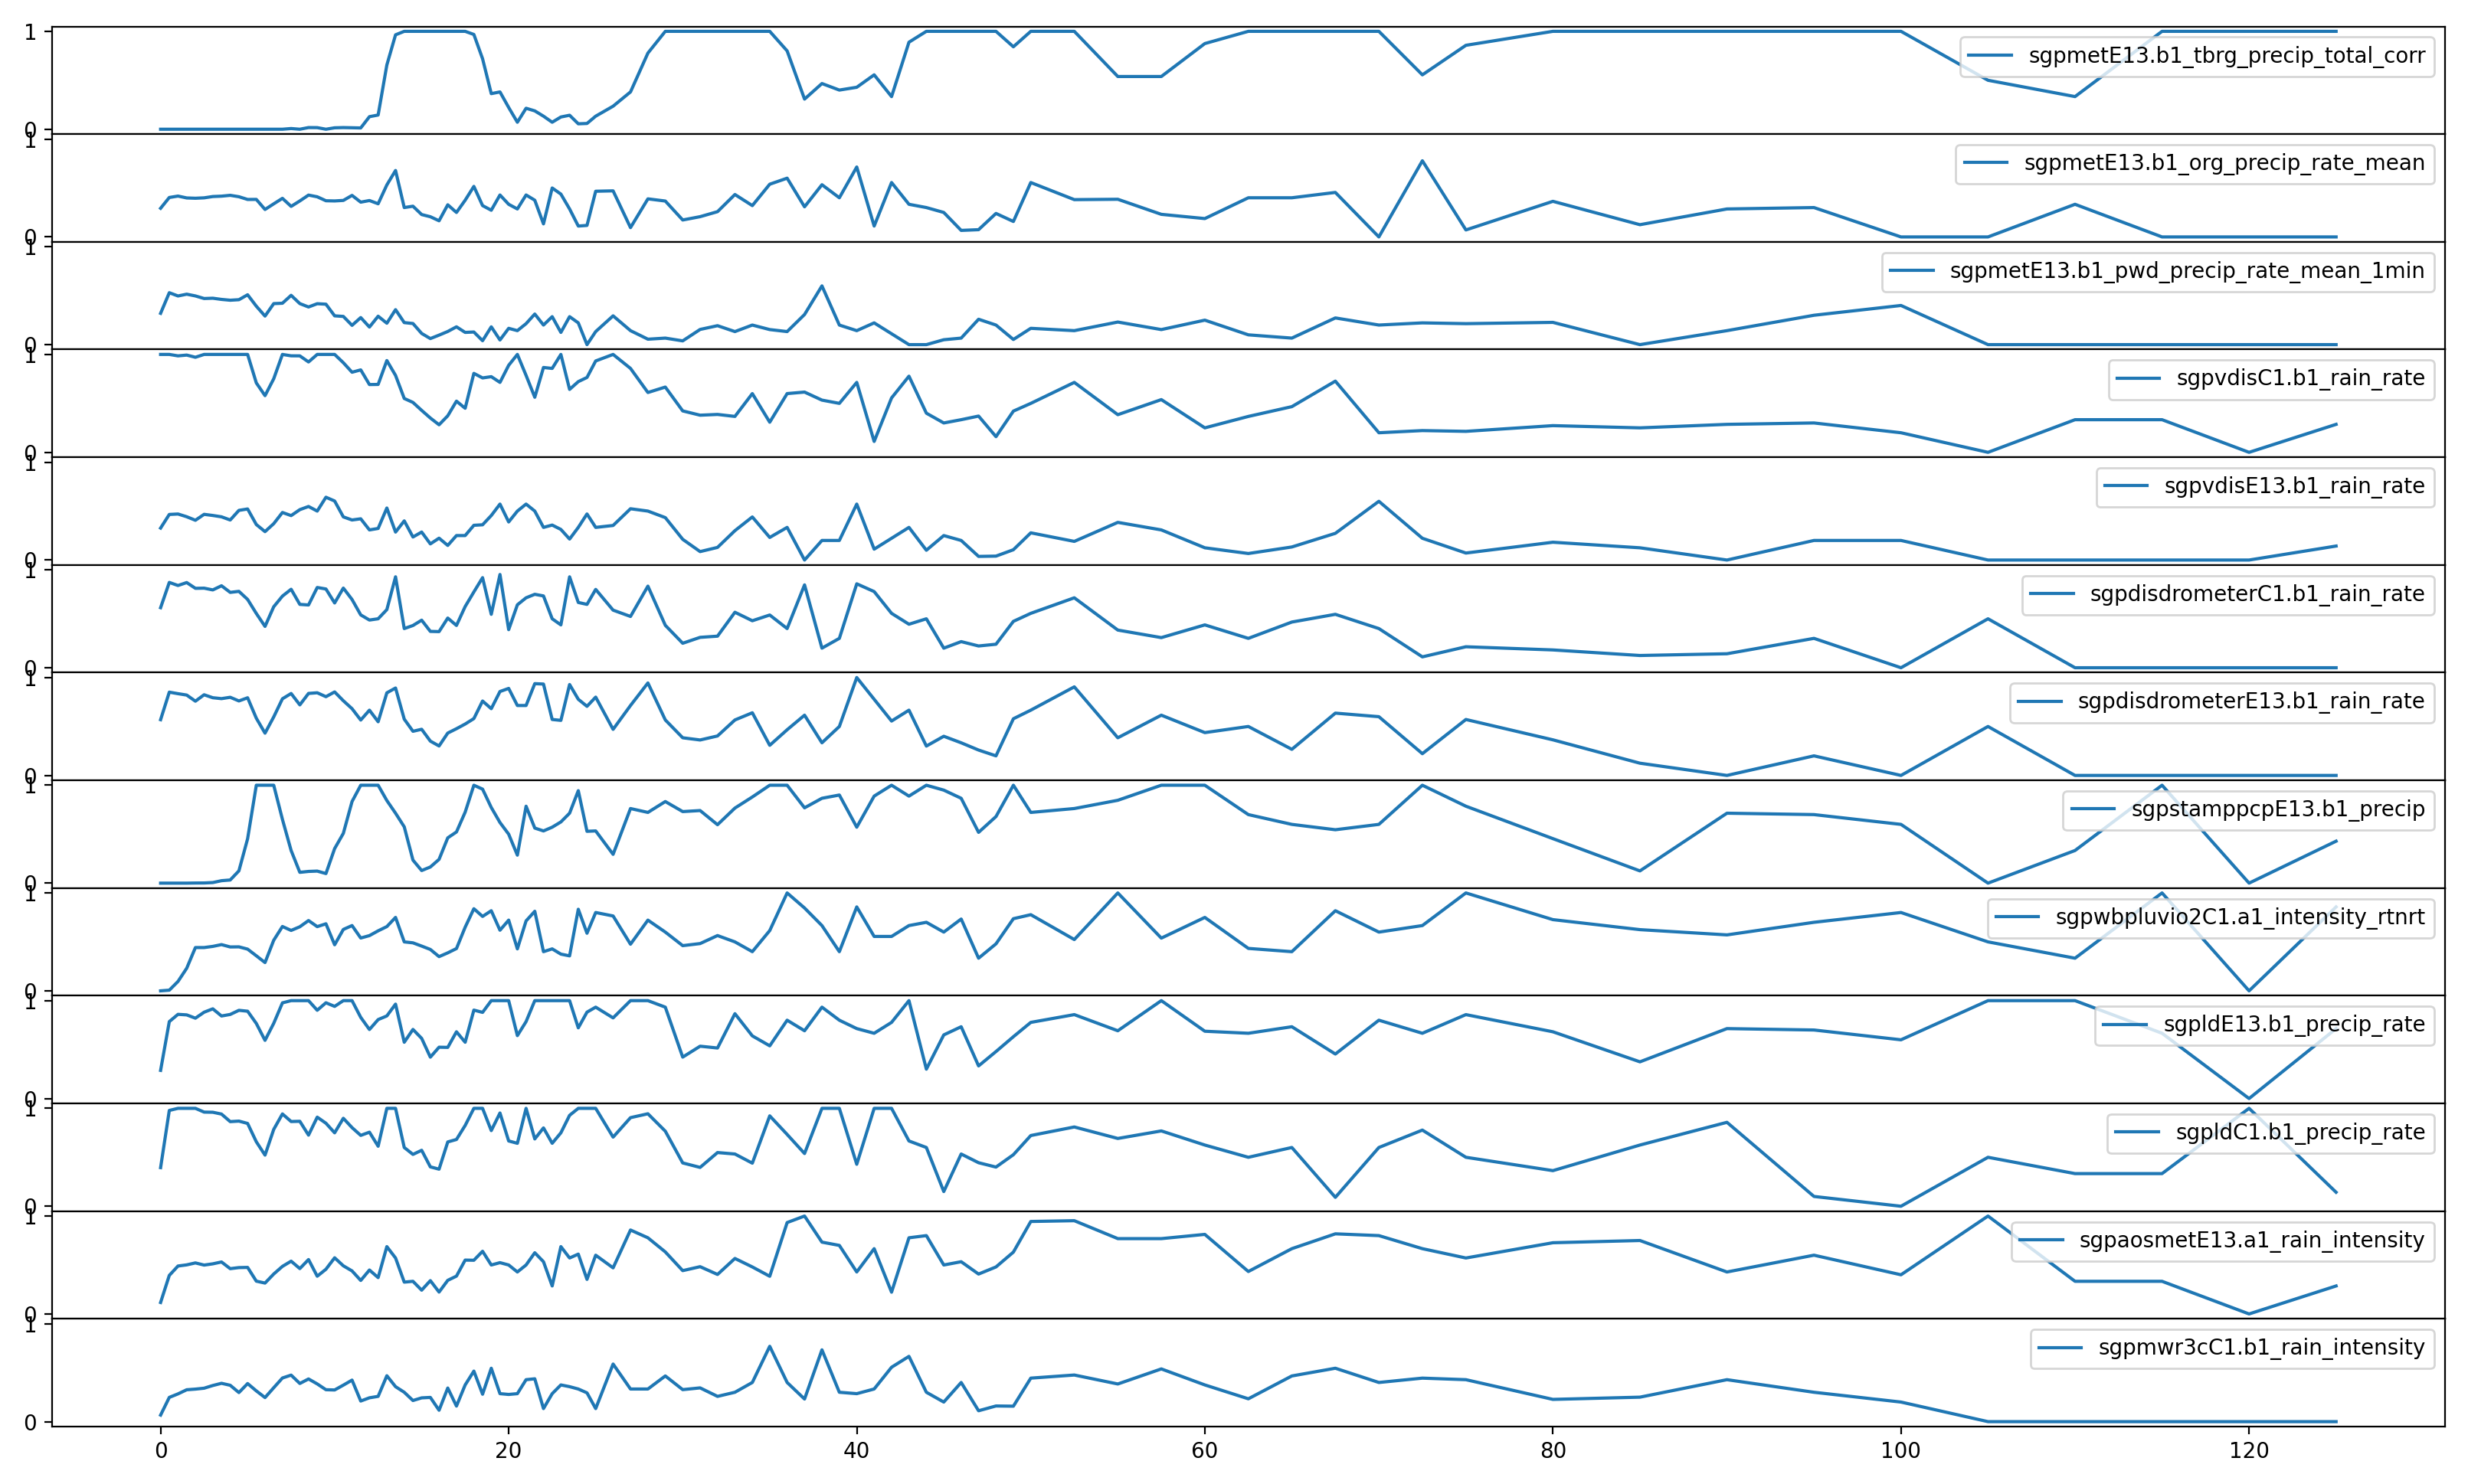 1
sgpmetE13.b1_tbrg_precip_total_corr
0
1
sgpmetE13.b1_org_precip_rate_mean
0
1
sgpmetE13.b1_pwd_precip_rate_mean_1min
0
1
sgpvdisC1.b1_rain_rate
0
1
sgpvdisE13.b1_rain_rate
0
1
sgpdisdrometerC1.b1_rain_rate
0
1
sgpdisdrometerE13.b1_rain_rate
0
1
sgpstamppcpE13.b1_precip
0
1
sgpwbpluvio2C1.a1_intensity_rtnrt
0
1
sgpldE13.b1_precip_rate
0
1
sgpldC1.b1_precip_rate
0
1
sgpaosmetE13.a1_rain_intensity
0
1
sgpmwr3cC1.b1_rain_intensity
0
0 20 40 60 80 100 120